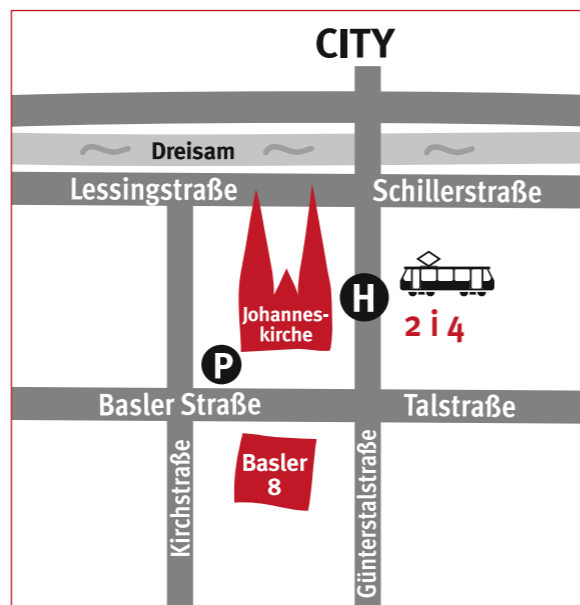 CITY
Dreisam
Lessingstraße
Schillerstraße
Johannes-
kirche
H
2 i 4
P
Basler Straße
Talstraße
Basler
8
Kirchstraße
Günterstalstraße